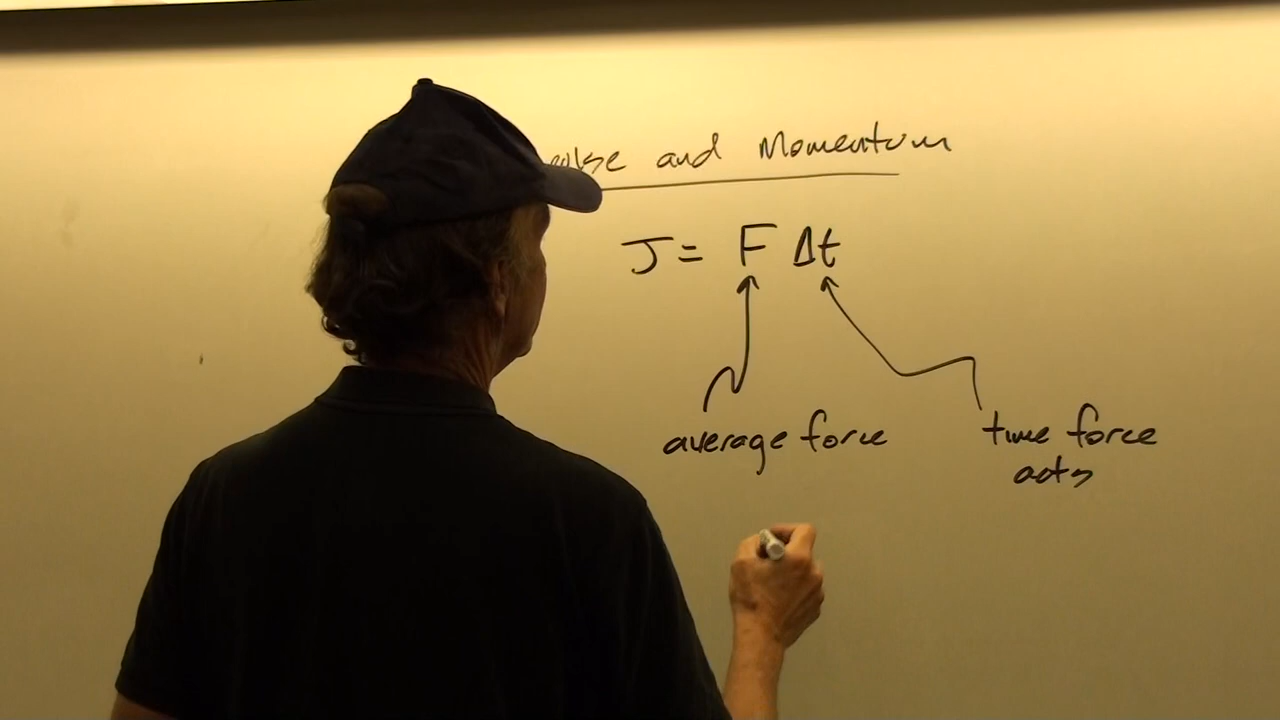 and Momentum
J = F Δt
average force
time force
acts